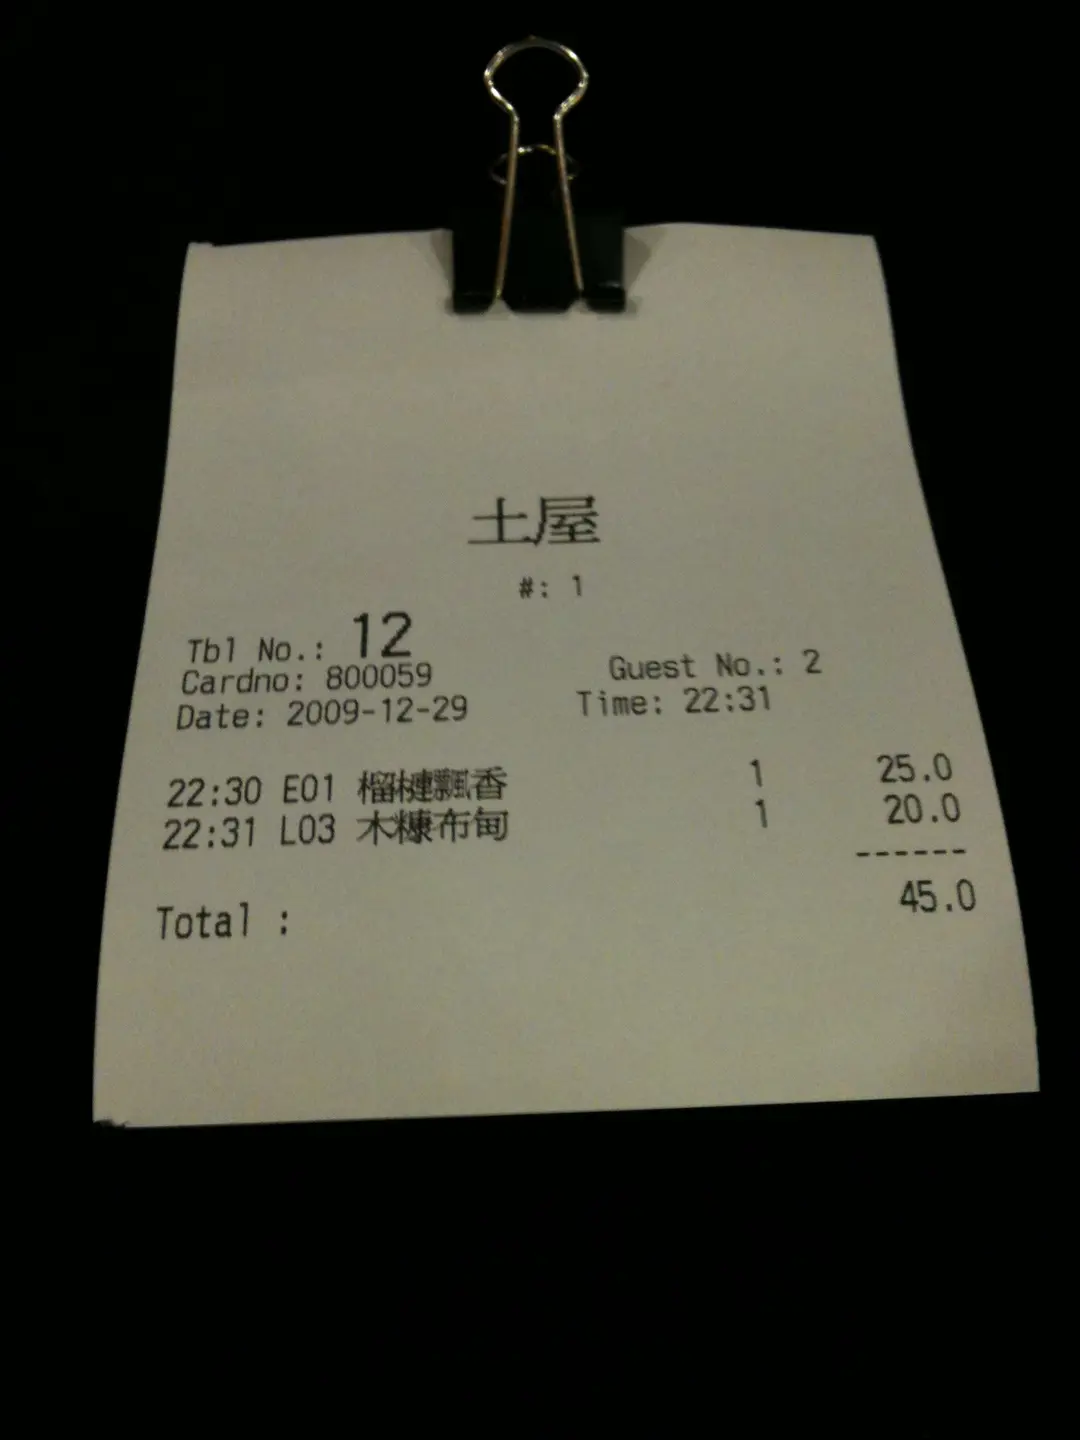 土屋
#: 1
Tbl No.: 12
Cardno: 800059 Guest No.: 2
Date: 2009-12-29 Time: 22:31
22:30 E01 榴槤飄香 1 25.0
22:31 L03 木糠布甸 1 20.0
------
Total : 45.0